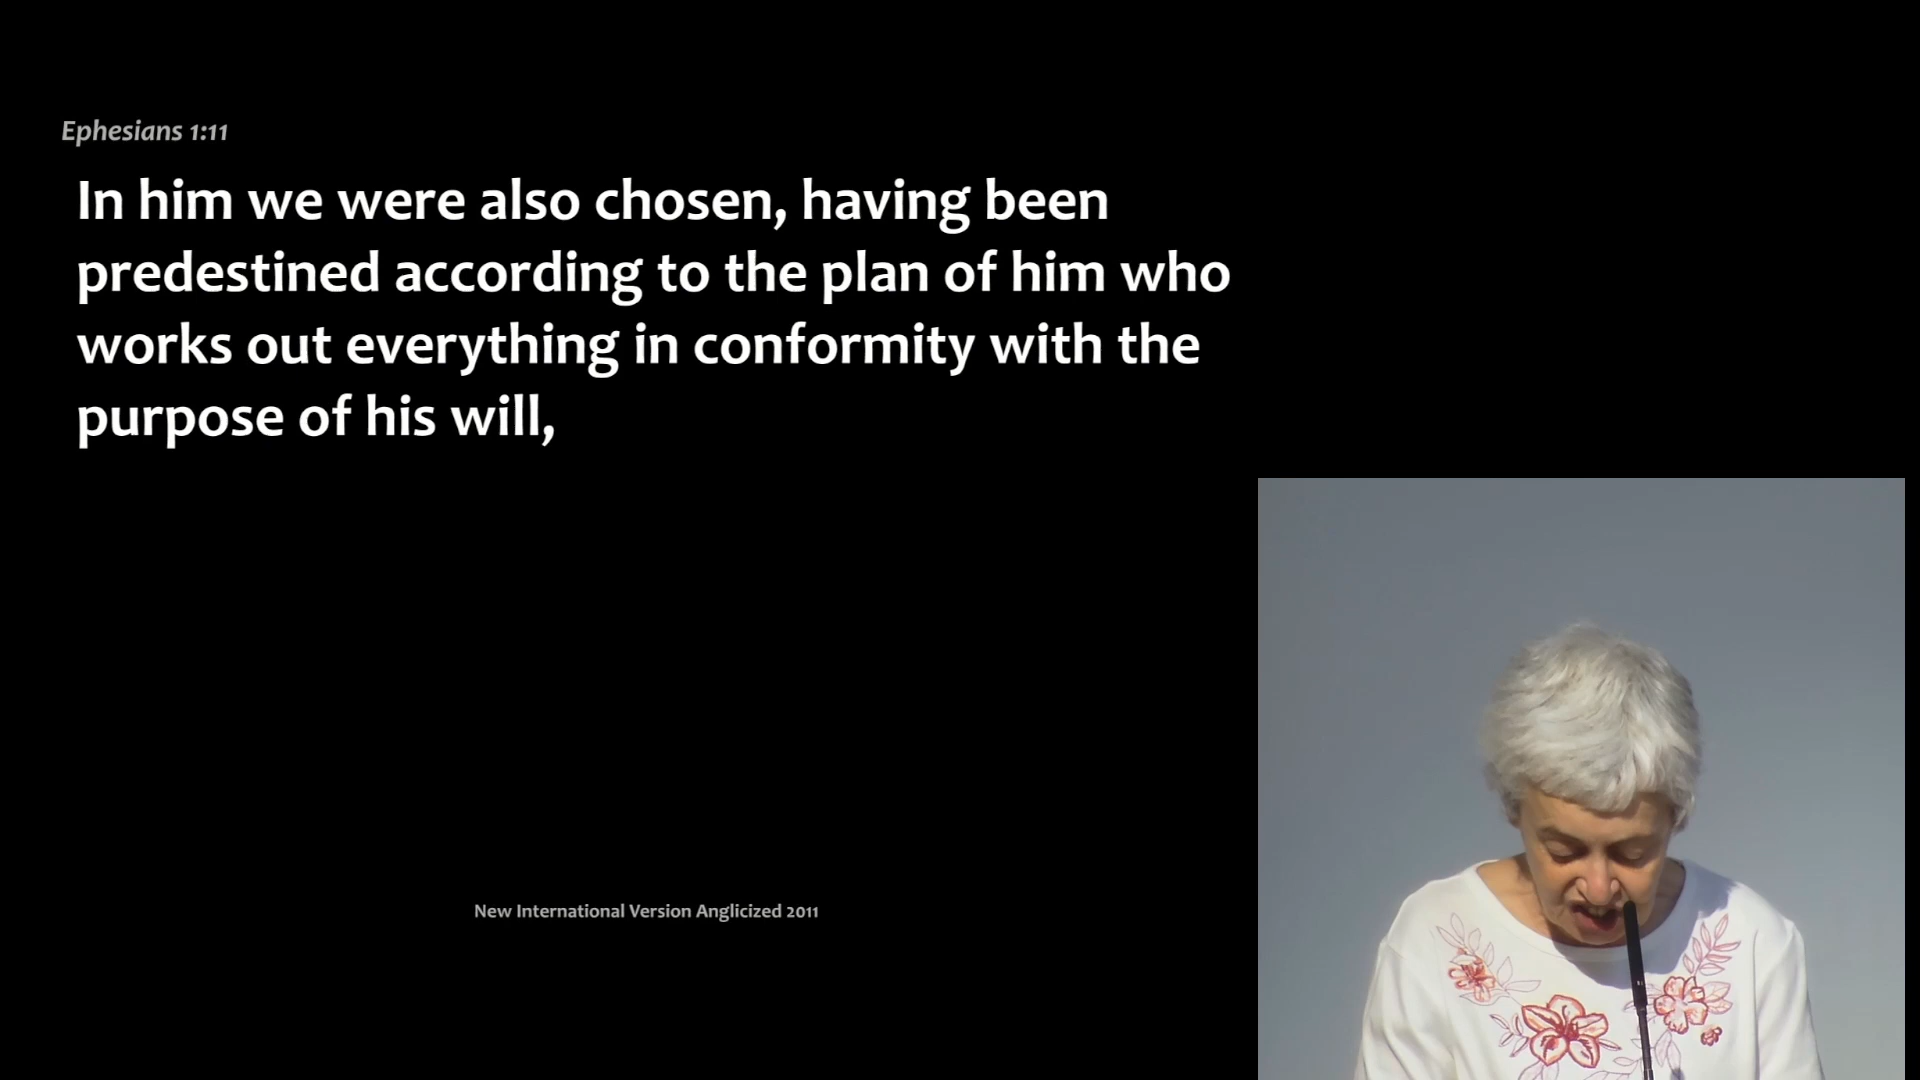 Ephesians 1:11
In him we were also chosen, having been
predestined according to the plan of him who
works out everything in conformity with the
purpose of his will,
New International Version Anglicized 2011